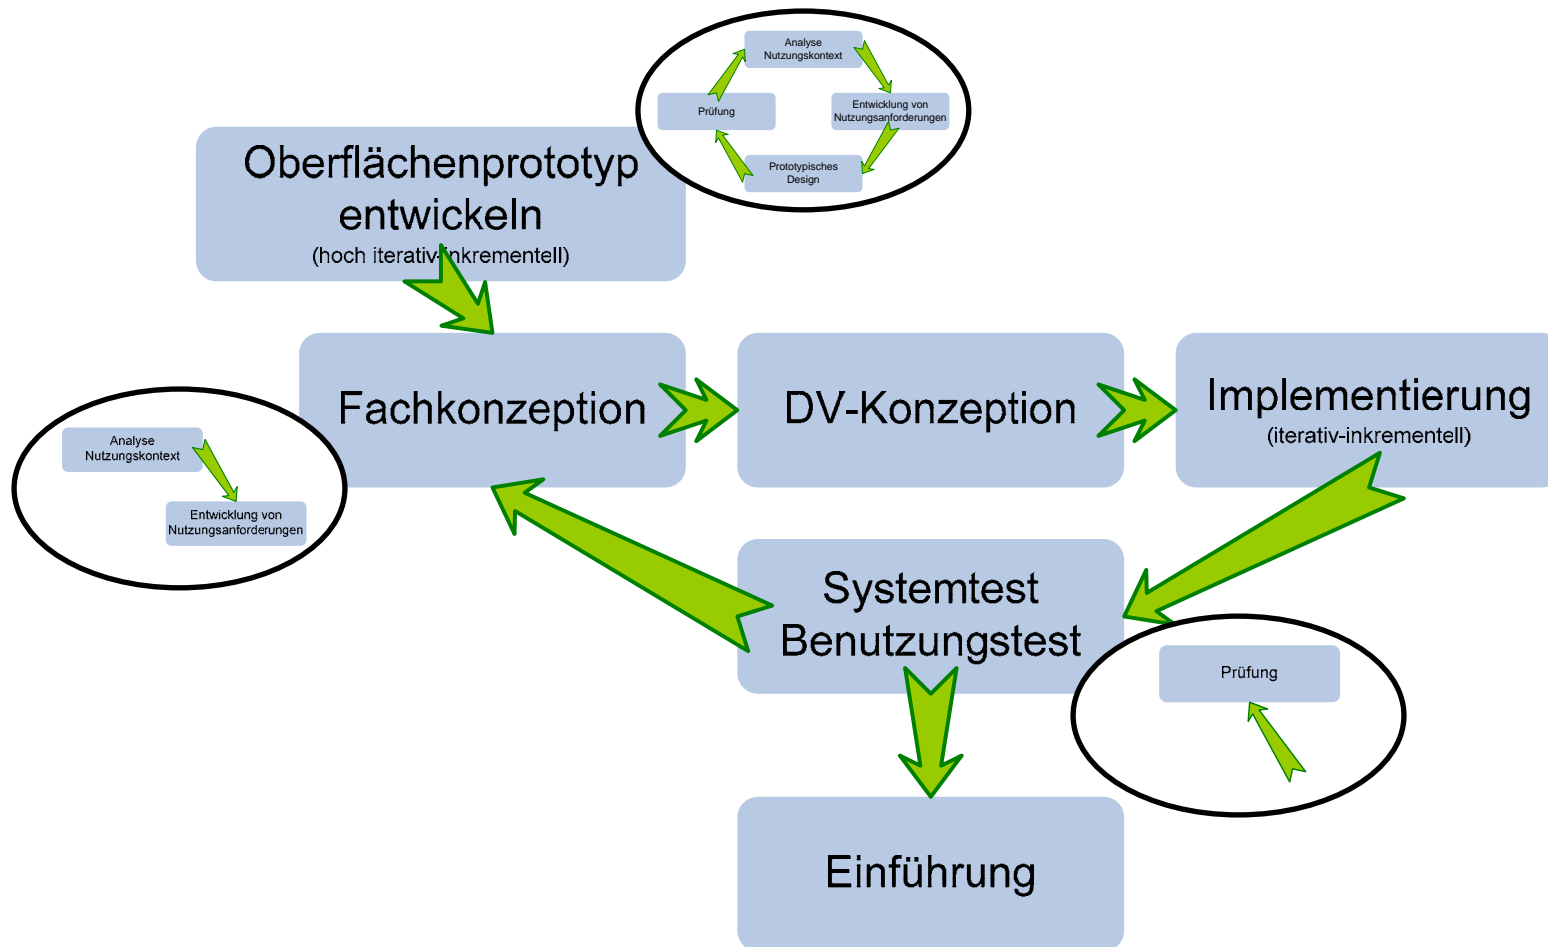 Analyse
Nutzungskontext
Prüfung
Entwicklung von
Nutzungsanforderungen
Prototypisches
Design
Oberflächenprototyp
entwickeln
(hoch iterativ-inkrementell)
Fachkonzeption
DV-Konzeption
Implementierung
(iterativ-inkrementell)
Analyse
Nutzungskontext
Entwicklung von
Nutzungsanforderungen
Systemtest
Benutzungstest
Prüfung
Einführung